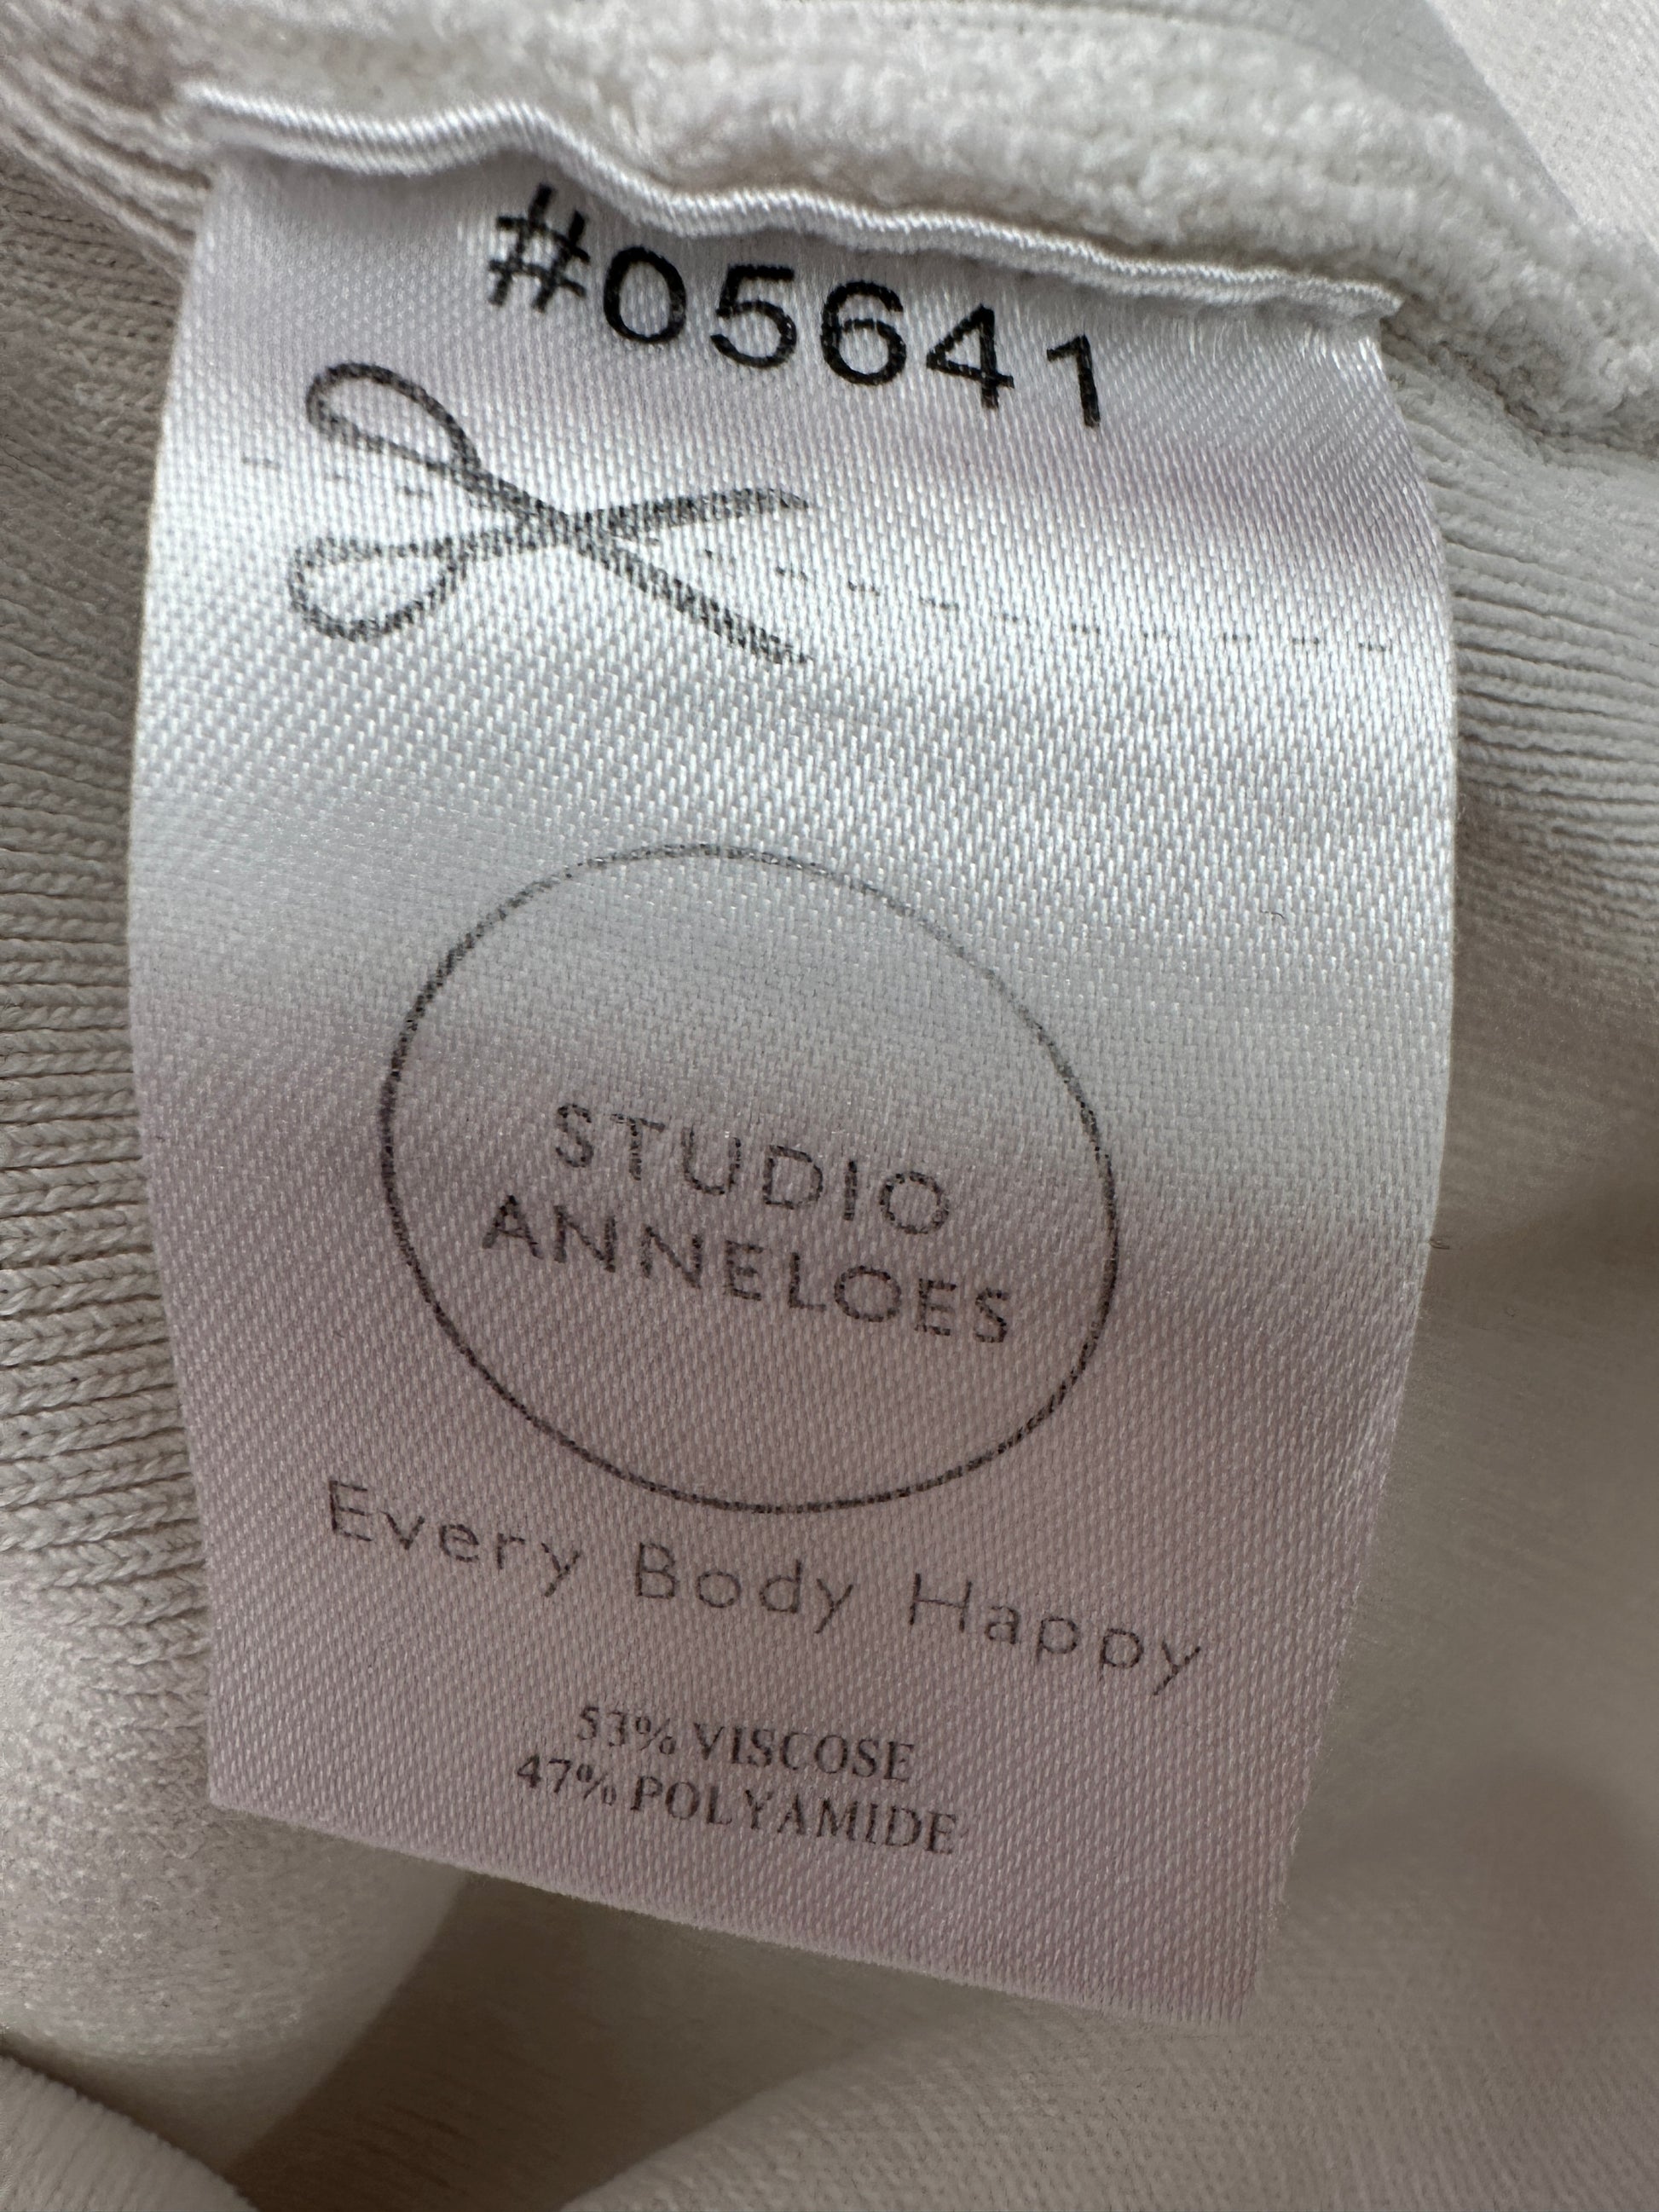 #05641
STUDIO
ANNELOES
Every Body Happy
53% VISCOSE
47% POLYAMIDE